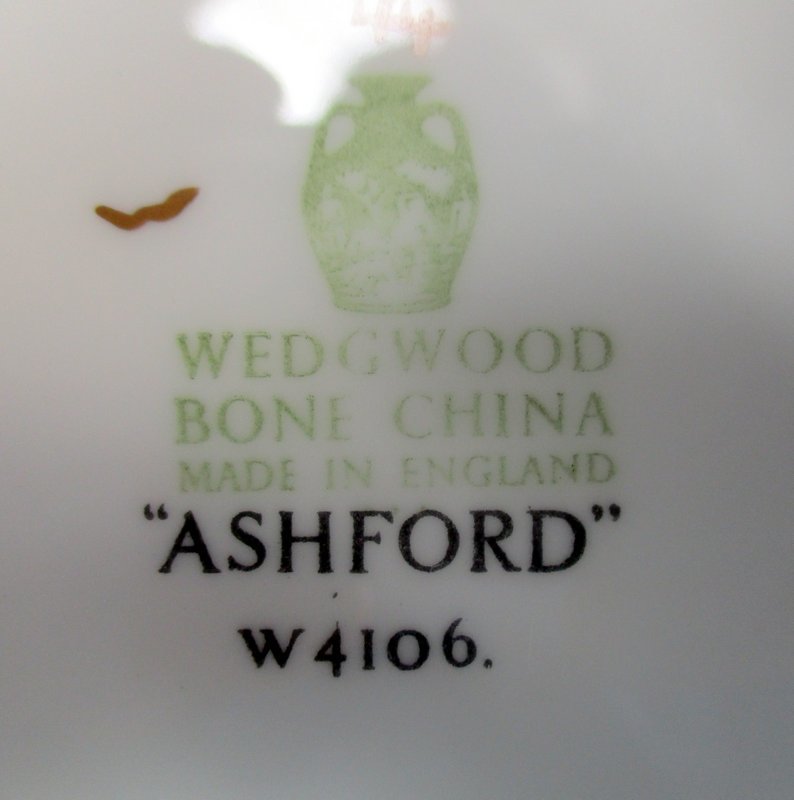 WEDGWOOD
BONE CHINA
MADE IN ENGLAND
“ASHFORD”
W4106.